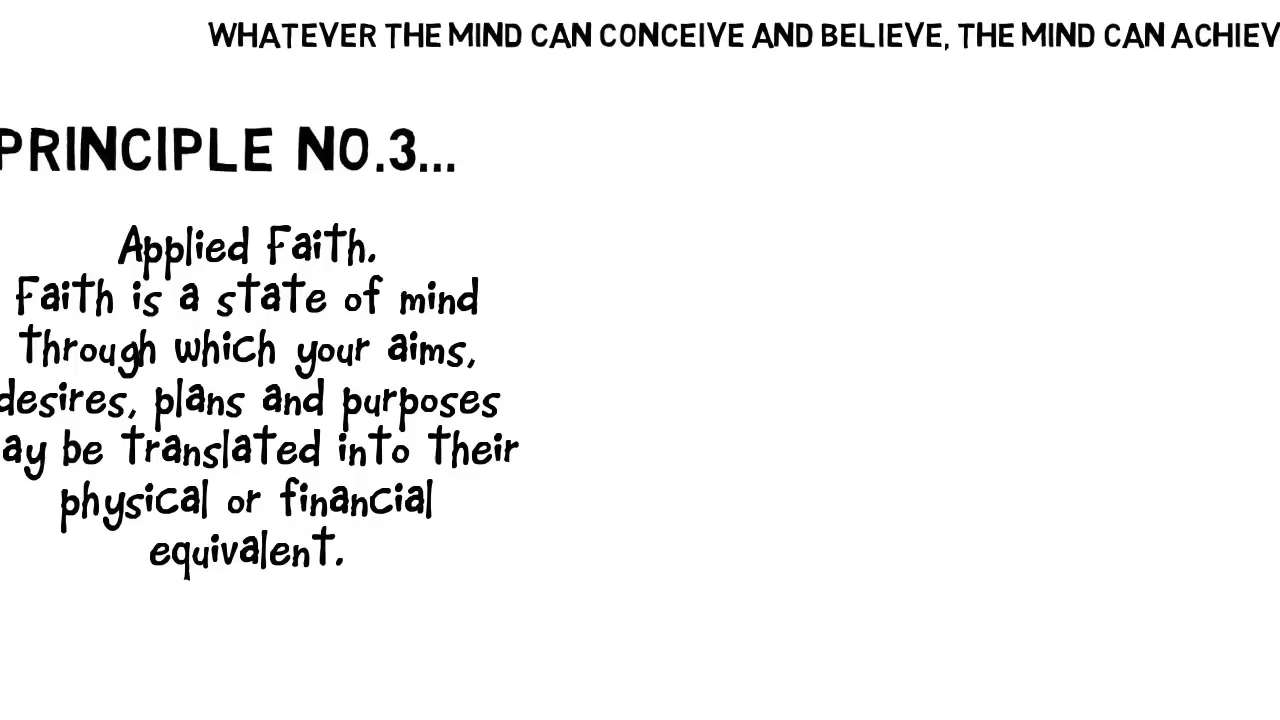 WHATEVER THE MIND CAN CONCEIVE AND BELIEVE, THE MIND CAN ACHIEV
PRINCIPLE NO.3...
Applied Faith.
Faith is a state of mind
through which your aims,
desires, plans and purposes
ay be translated into their
physical or financial
equivalent.